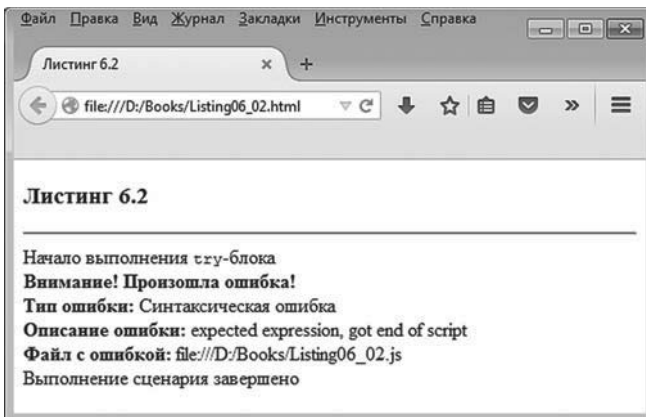 Файл Правка Вид Журнал Закладки Инструменты Справка
Листинг 6.2
file:///D:/Books/Listing06_02.html
Листинг 6.2
Начало выполнения try-блока
Внимание! Произошла ошибка!
Тип ошибки: Синтаксическая ошибка
Описание ошибки: expected expression, got end of script
Файл с ошибкой: file:///D:/Books/Listing06_02.js
Выполнение сценария завершено